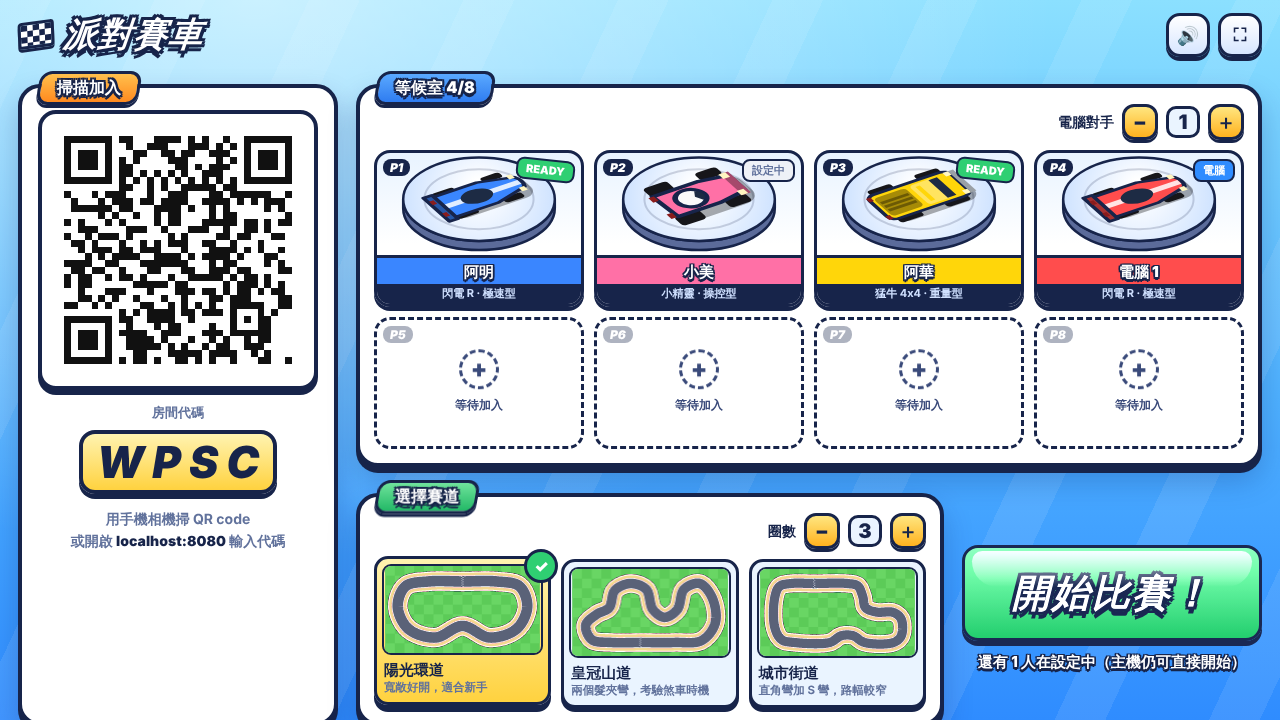 派對賽車
掃描加入
房間代碼
WPSC
用手機相機掃 QR code
或開啟 localhost:8080 輸入代碼
等候室 4/8
電腦對手 − 1 +
P1 READY
阿明
閃電 R · 極速型
P2 設定中
小美
小精靈 · 操控型
P3 READY
阿華
猛牛 4x4 · 重量型
P4 電腦
電腦 1
閃電 R · 極速型
P5
等待加入
P6
等待加入
P7
等待加入
P8
等待加入
選擇賽道
圈數 − 3 +
陽光環道
寬敞好開，適合新手
皇冠山道
兩個髮夾彎，考驗煞車時機
城市街道
直角彎加 S 彎，路幅較窄
開始比賽！
還有 1 人在設定中（主機仍可直接開始）